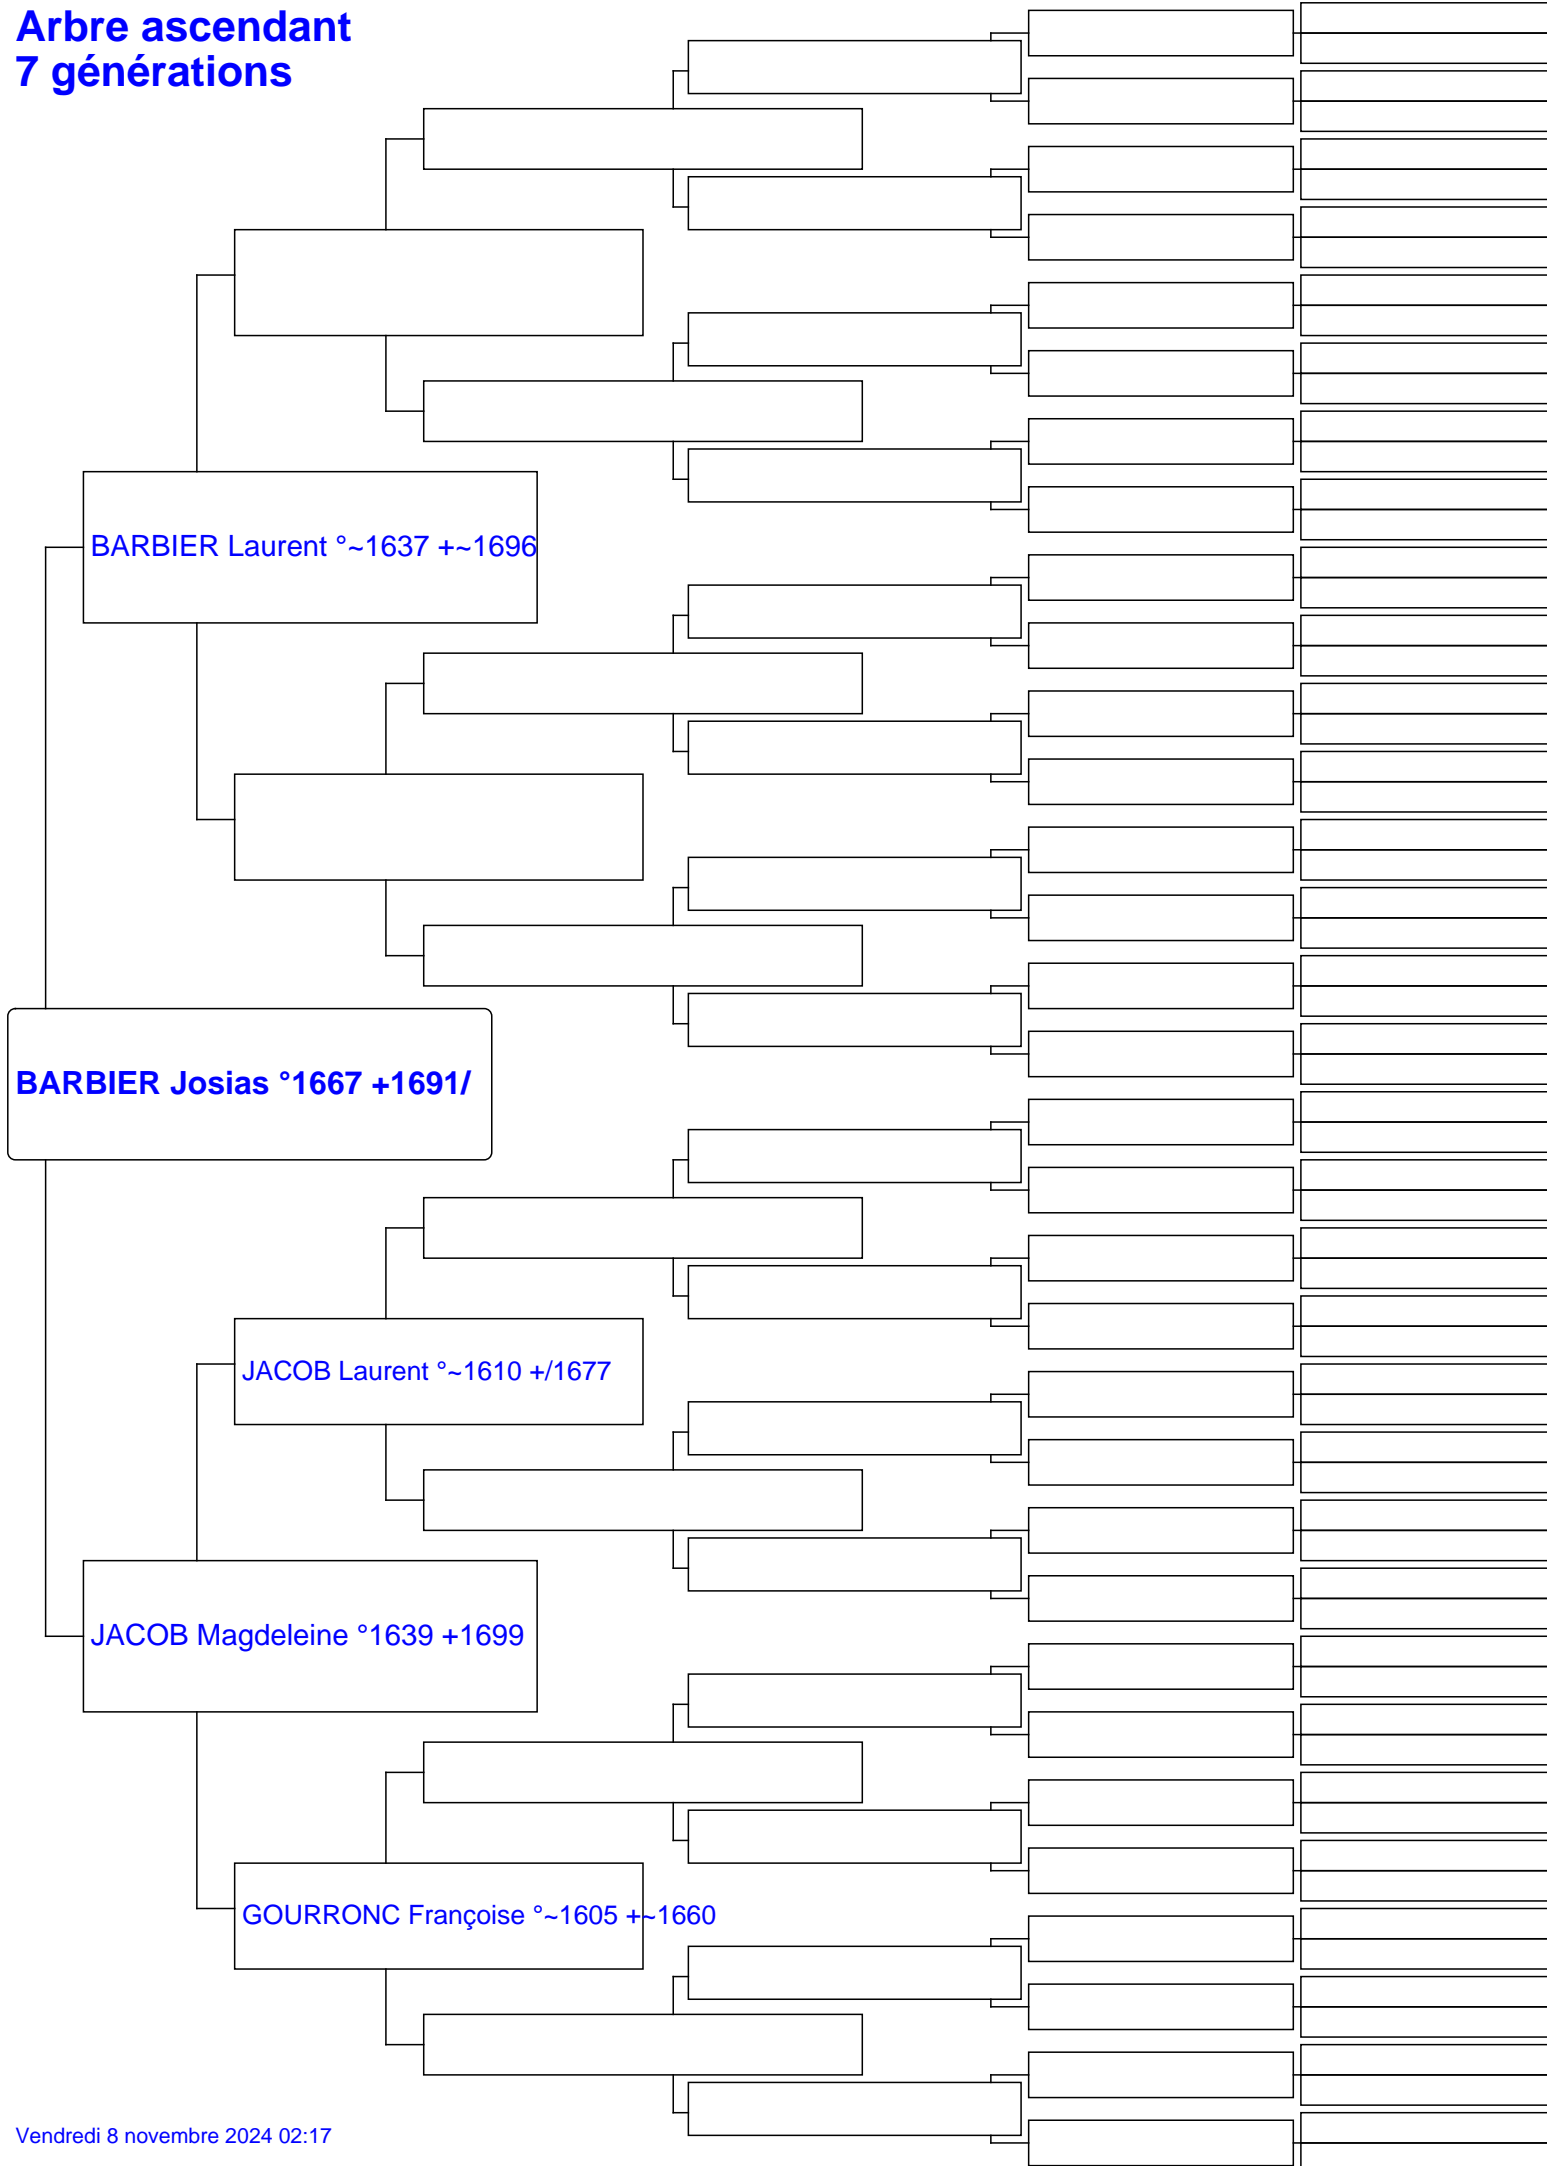 Arbre ascendant
7 générations
BARBIER Laurent °~1637 +~1696
BARBIER Josias °1667 +1691/
JACOB Laurent °~1610 +/1677
JACOB Magdeleine °1639 +1699
GOURRONC Françoise °~1605 +~1660
Vendredi 8 novembre 2024 02:17